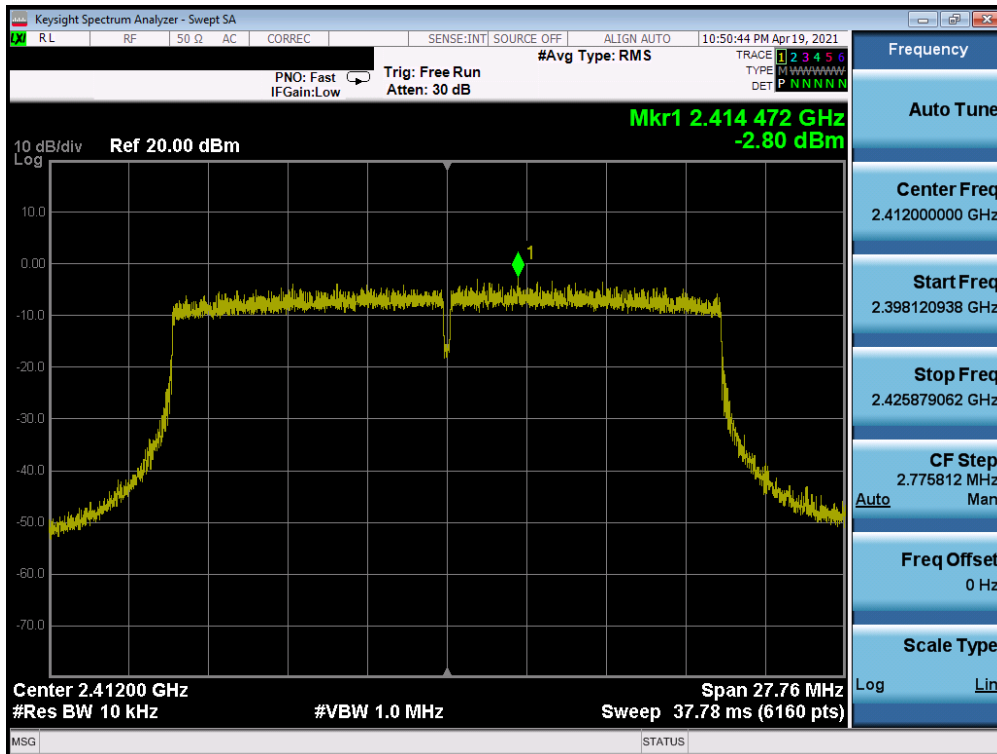 Keysight Spectrum Analyzer - Swept SA
LXI RL RF 50 Ω AC CORREC SENSE:INT SOURCE OFF ALIGN AUTO 10:50:44 PM Apr 19, 2021
#Avg Type: RMS
TRACE 1 2 3 4 5 6
PNO: Fast Trig: Free Run
TYPE MWWWWW
IFGain:Low Atten: 30 dB
DET P N N N N N
Mkr1 2.414 472 GHz
-2.80 dBm
10 dB/div Ref 20.00 dBm
Log
10.0
1
0.00
-10.0
-20.0
-30.0
-40.0
-50.0
-60.0
-70.0
Center 2.41200 GHz Span 27.76 MHz
#Res BW 10 kHz #VBW 1.0 MHz Sweep 37.78 ms (6160 pts)
MSG STATUS
Frequency
Auto Tune
Center Freq
2.412000000 GHz
Start Freq
2.398120938 GHz
Stop Freq
2.425879062 GHz
CF Step
2.775812 MHz
Auto Man
Freq Offset
0 Hz
Scale Type
Log Lin